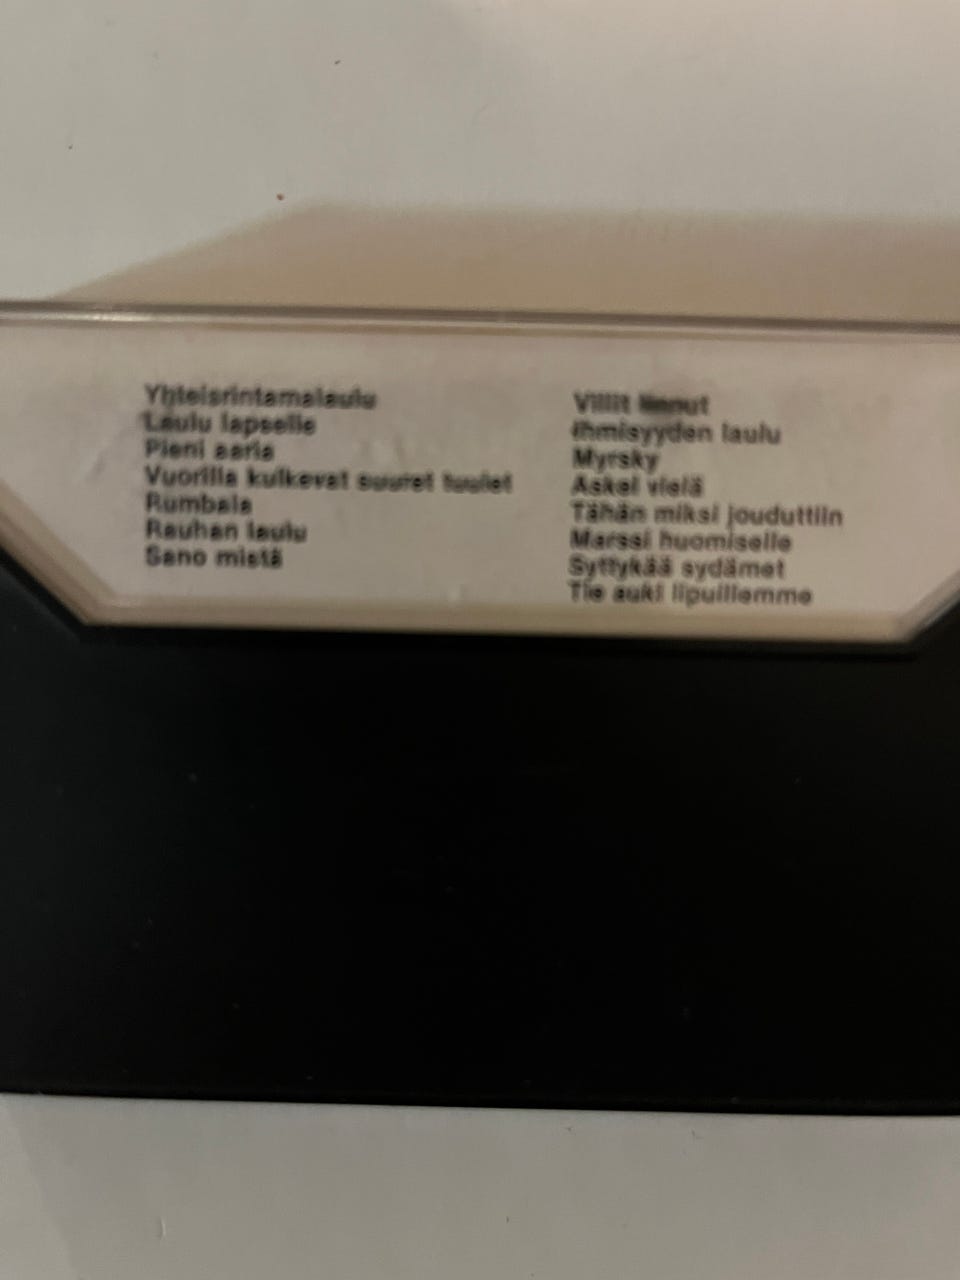 Yhteisrintamalaulu
Laulu lapselle
Pieni aaria
Vuorilla kulkevat suuret tuulet
Rumbala
Rauhan laulu
Sano mistä
Villit linnut
Ihmisyyden laulu
Myrsky
Askel vielä
Tähän miksi jouduttiin
Marssi huomiselle
Syttykää sydämet
Tie auki lipuillemme